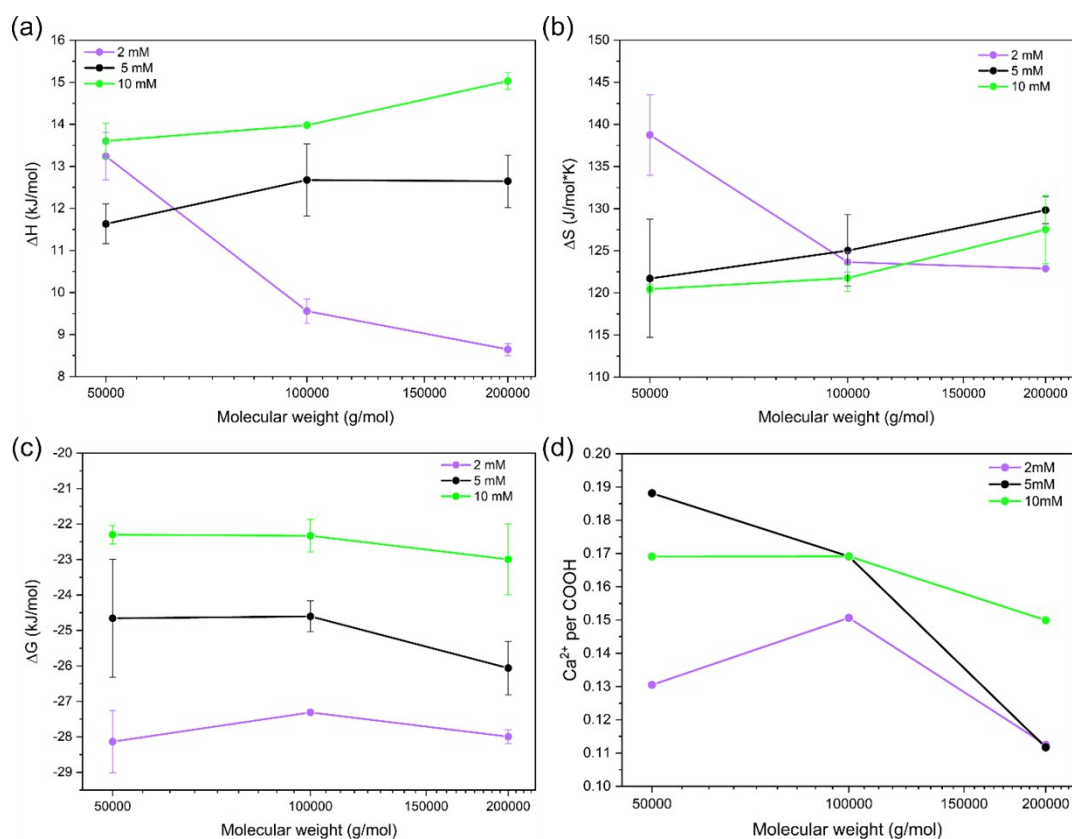 (a)
16
15
14
13
12
11
10
9
8
ΔH (kJ/mol)
2 mM
5 mM
10 mM
50000 100000 150000 200000
Molecular weight (g/mol)
(b)
150
145
140
135
130
125
120
115
110
ΔS (J/mol*K)
2 mM
5 mM
10 mM
50000 100000 150000 200000
Molecular weight (g/mol)
(c)
-20
-21
-22
-23
-24
-25
-26
-27
-28
-29
ΔG (kJ/mol)
2 mM
5 mM
10 mM
50000 100000 150000 200000
Molecular weight (g/mol)
(d)
0.20
0.19
0.18
0.17
0.16
0.15
0.14
0.13
0.12
0.11
0.10
Ca²⁺ per COOH
2mM
5mM
10mM
50000 100000 150000 200000
Molecular weight (g/mol)